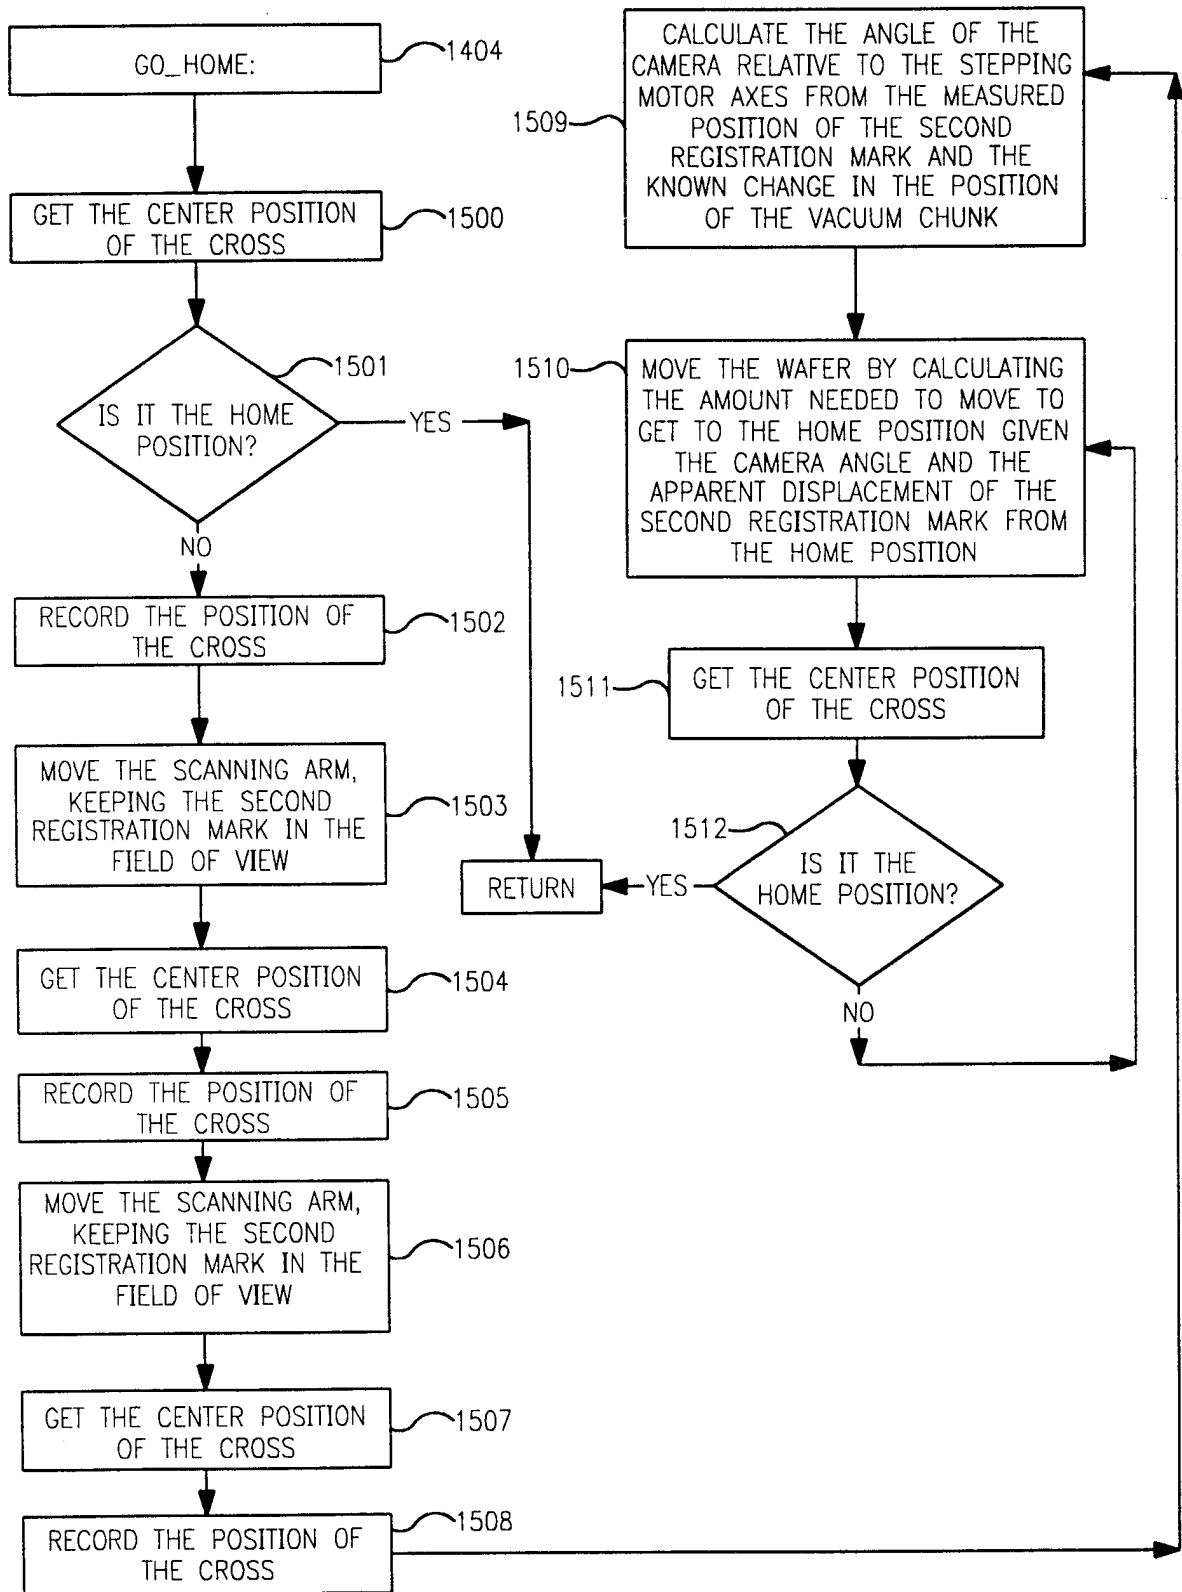 GO_HOME:
1404
GET THE CENTER POSITION
OF THE CROSS
1500
IS IT THE HOME
POSITION?
1501
YES
NO
RECORD THE POSITION OF
THE CROSS
1502
MOVE THE SCANNING ARM,
KEEPING THE SECOND
REGISTRATION MARK IN THE
FIELD OF VIEW
1503
GET THE CENTER POSITION
OF THE CROSS
1504
RECORD THE POSITION OF
THE CROSS
1505
MOVE THE SCANNING ARM,
KEEPING THE SECOND
REGISTRATION MARK IN THE
FIELD OF VIEW
1506
GET THE CENTER POSITION
OF THE CROSS
1507
RECORD THE POSITION OF
THE CROSS
1508
CALCULATE THE ANGLE OF THE
CAMERA RELATIVE TO THE STEPPING
MOTOR AXES FROM THE MEASURED
POSITION OF THE SECOND
REGISTRATION MARK AND THE
KNOWN CHANGE IN THE POSITION
OF THE VACUUM CHUNK
1509
MOVE THE WAFER BY CALCULATING
THE AMOUNT NEEDED TO MOVE TO
GET TO THE HOME POSITION GIVEN
THE CAMERA ANGLE AND THE
APPARENT DISPLACEMENT OF THE
SECOND REGISTRATION MARK FROM
THE HOME POSITION
1510
GET THE CENTER POSITION
OF THE CROSS
1511
IS IT THE
HOME POSITION?
1512
YES
RETURN
NO